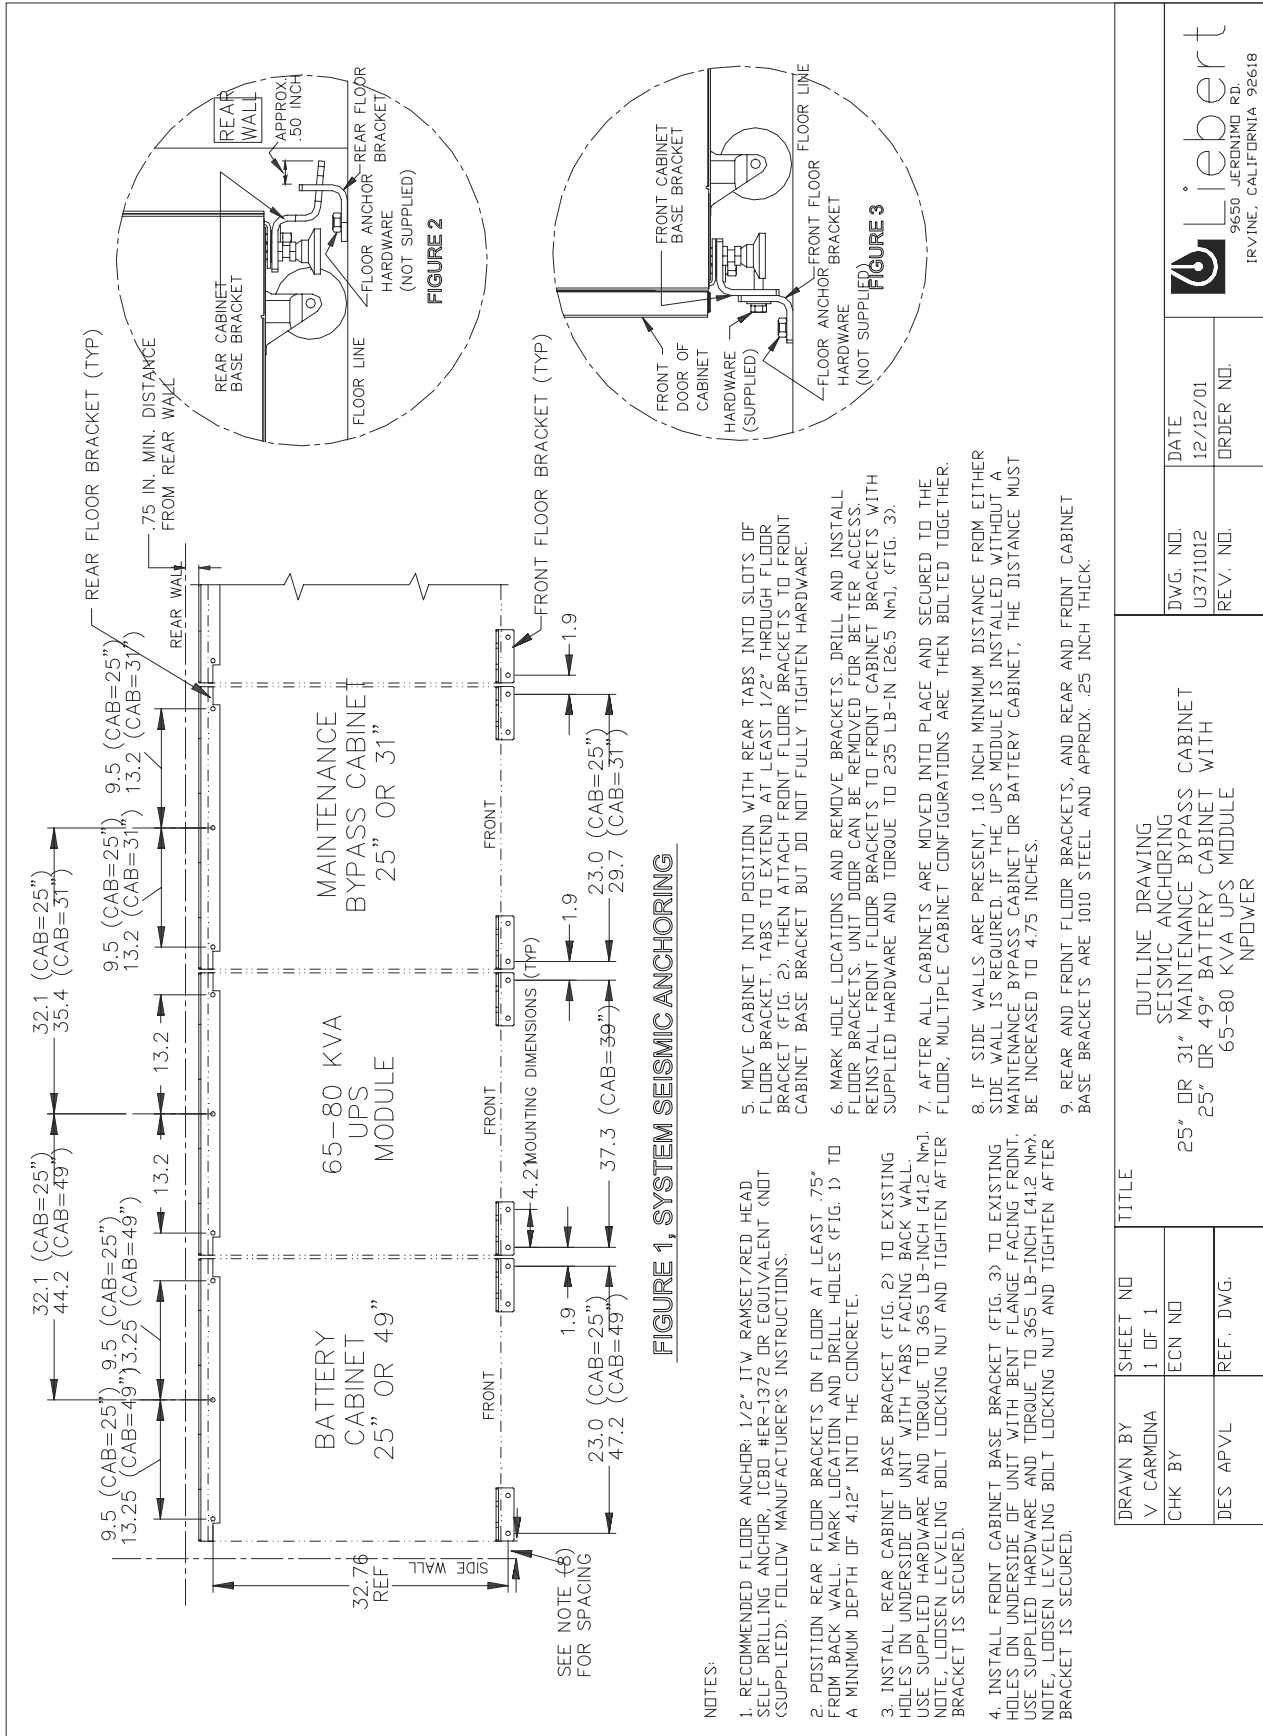 32.1 (CAB=25")
44.2 (CAB=49")
32.1 (CAB=25")
35.4 (CAB=31")
9.5 (CAB=25")
13.25 (CAB=49")
9.5 (CAB=25")
13.25 (CAB=49")
13.2
13.2
9.5 (CAB=25")
13.2 (CAB=31")
9.5 (CAB=25")
13.2 (CAB=31")
REAR WALL
REAR FLOOR BRACKET (TYP)
.75 IN. MIN. DISTANCE
FROM REAR WALL
32.76
REF
SIDE WALL
SEE NOTE (8)
FOR SPACING
BATTERY
CABINET
25" OR 49"
FRONT
65-80 KVA
UPS
MODULE
FRONT
MAINTENANCE
BYPASS CABINET
25" OR 31"
FRONT
FRONT FLOOR BRACKET (TYP)
23.0 (CAB=25")
47.2 (CAB=49")
1.9
4.21
MOUNTING DIMENSIONS (TYP)
37.3 (CAB=39")
1.9
23.0 (CAB=25")
29.7 (CAB=31")
1.9
FIGURE 1, SYSTEM SEISMIC ANCHORING
REAR
WALL
APPROX.
.50 INCH
REAR CABINET
BASE BRACKET
REAR FLOOR
BRACKET
FLOOR ANCHOR
HARDWARE
(NOT SUPPLIED)
FLOOR LINE
FIGURE 2
FRONT CABINET
BASE BRACKET
FRONT
DOOR OF
CABINET
HARDWARE
(SUPPLIED)
FLOOR LINE
FRONT FLOOR
BRACKET
FLOOR ANCHOR
HARDWARE
(NOT SUPPLIED)
FIGURE 3
NOTES:
1. RECOMMENDED FLOOR ANCHOR: 1/2" ITW RAMSET/RED HEAD
SELF DRILLING ANCHOR, ICBO #ER-1372 OR EQUIVALENT (NOT
SUPPLIED). FOLLOW MANUFACTURER'S INSTRUCTIONS.
2. POSITION REAR FLOOR BRACKETS ON FLOOR AT LEAST .75"
FROM BACK WALL. MARK LOCATION AND DRILL HOLES (FIG. 1) TO
A MINIMUM DEPTH OF 4.12" INTO THE CONCRETE.
3. INSTALL REAR CABINET BASE BRACKET (FIG. 2) TO EXISTING
HOLES ON UNDERSIDE OF UNIT WITH TABS FACING BACK WALL.
USE SUPPLIED HARDWARE AND TORQUE TO 365 LB-INCH [41.2 Nm].
NOTE, LOOSEN LEVELING BOLT LOCKING NUT AND TIGHTEN AFTER
BRACKET IS SECURED.
4. INSTALL FRONT CABINET BASE BRACKET (FIG. 3) TO EXISTING
HOLES ON UNDERSIDE OF UNIT WITH BENT FLANGE FACING FRONT.
USE SUPPLIED HARDWARE AND TORQUE TO 365 LB-INCH [41.2 Nm).
NOTE, LOOSEN LEVELING BOLT LOCKING NUT AND TIGHTEN AFTER
BRACKET IS SECURED.
5. MOVE CABINET INTO POSITION WITH REAR TABS INTO SLOTS OF
FLOOR BRACKET. TABS TO EXTEND AT LEAST 1/2" THROUGH FLOOR
BRACKET (FIG. 2). THEN ATTACH FRONT FLOOR BRACKETS TO FRONT
CABINET BASE BRACKET BUT DO NOT FULLY TIGHTEN HARDWARE.
6. MARK HOLE LOCATIONS AND REMOVE BRACKETS. DRILL AND INSTALL
FLOOR BRACKETS. UNIT DOOR CAN BE REMOVED FOR BETTER ACCESS.
REINSTALL FRONT FLOOR BRACKETS TO FRONT CABINET BRACKETS WITH
SUPPLIED HARDWARE AND TORQUE TO 235 LB-IN [26.5 Nm], (FIG. 3).
7. AFTER ALL CABINETS ARE MOVED INTO PLACE AND SECURED TO THE
FLOOR, MULTIPLE CABINET CONFIGURATIONS ARE THEN BOLTED TOGETHER.
8. IF SIDE WALLS ARE PRESENT, 1.0 INCH MINIMUM DISTANCE FROM EITHER
SIDE WALL IS REQUIRED. IF THE UPS MODULE IS INSTALLED WITHOUT A
MAINTENANCE BYPASS CABINET OR BATTERY CABINET, THE DISTANCE MUST
BE INCREASED TO 4.75 INCHES.
9. REAR AND FRONT FLOOR BRACKETS, AND REAR AND FRONT CABINET
BASE BRACKETS ARE 1010 STEEL AND APPROX. .25 INCH THICK.
DRAWN BY
V CARMONA
CHK BY
DES APVL
SHEET NO
1 OF 1
ECN NO
REF. DWG.
TITLE
OUTLINE DRAWING
SEISMIC ANCHORING
25" OR 31" MAINTENANCE BYPASS CABINET
25" OR 49" BATTERY CABINET WITH
65-80 KVA UPS MODULE
NPOWER
DWG. NO.
U3711012
REV. NO.
DATE
12/12/01
ORDER NO.
Liebert
9650 JERONIMO RD.
IRVINE, CALIFORNIA 92618